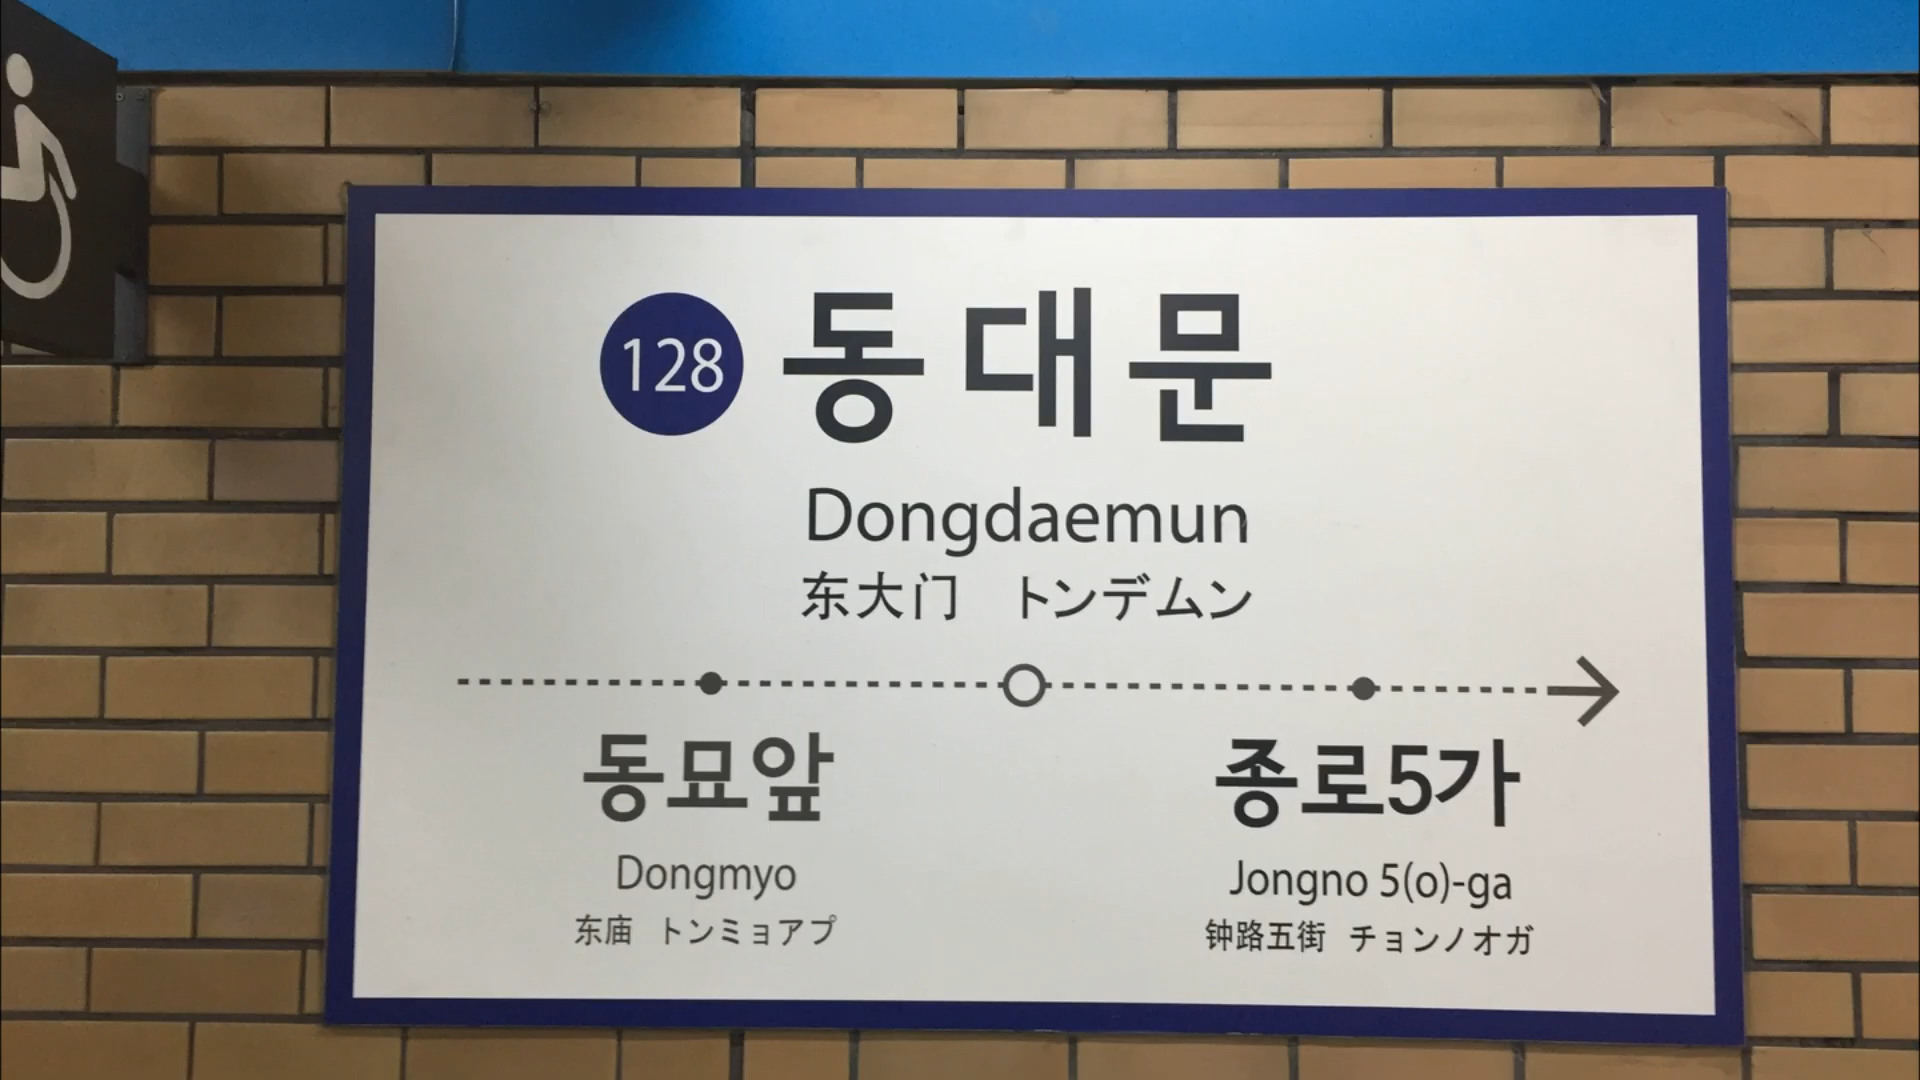 128 동대문
Dongdaemun
东大门 トンデムン
동묘앞 종로5가
Dongmyo Jongno 5(o)-ga
东庙 トンミョアプ 钟路五街 チョンノオガ